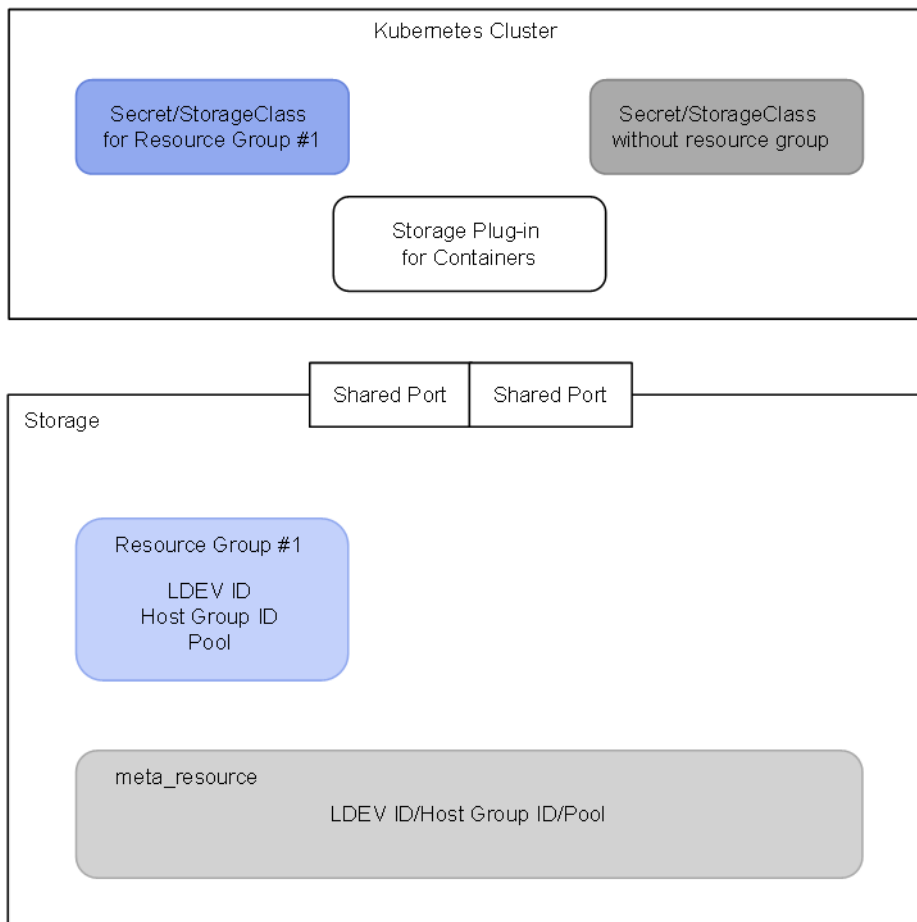 Kubernetes Cluster
Secret/StorageClass
for Resource Group #1
Secret/StorageClass
without resource group
Storage Plug-in
for Containers
Shared Port
Shared Port
Storage
Resource Group #1
LDEV ID
Host Group ID
Pool
meta_resource
LDEV ID/Host Group ID/Pool